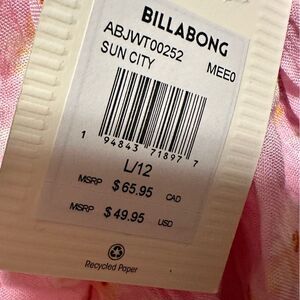 BILLABONG
ABJWT00252 MEE0
SUN CITY
1 94843 71897 7
L/12
MSRP $65.95 CAD
MSRP $49.95 USD
Recycled Paper